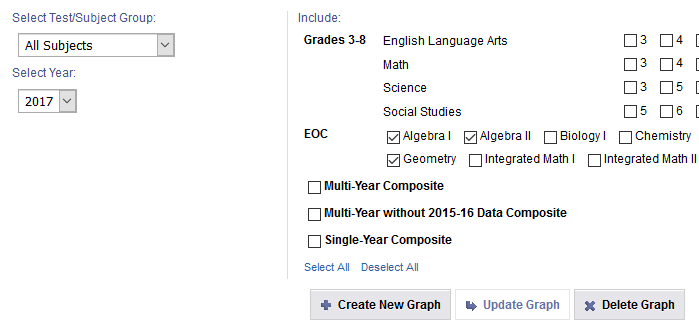 Select Test/Subject Group:
All Subjects
Select Year:
2017
Include:
Grades 3-8 English Language Arts 3 4
Math 3 4
Science 3 5
Social Studies 5 6
EOC Algebra I Algebra II Biology I Chemistry
Geometry Integrated Math I Integrated Math II
Multi-Year Composite
Multi-Year without 2015-16 Data Composite
Single-Year Composite
Select All Deselect All
Create New Graph Update Graph Delete Graph